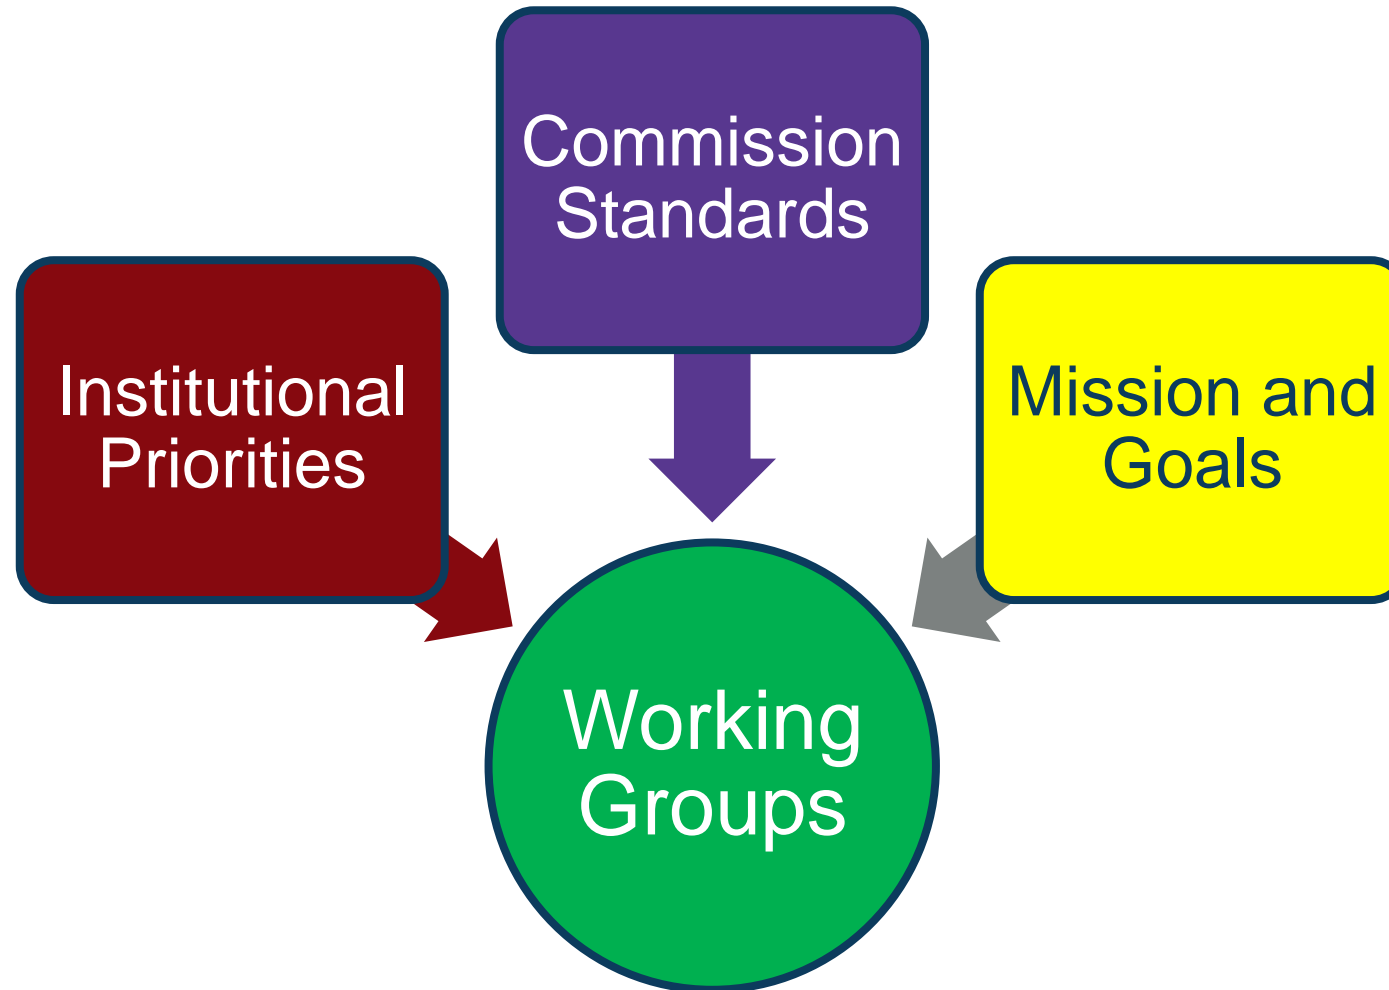 Commission
Standards
Institutional
Priorities
Mission and
Goals
Working
Groups